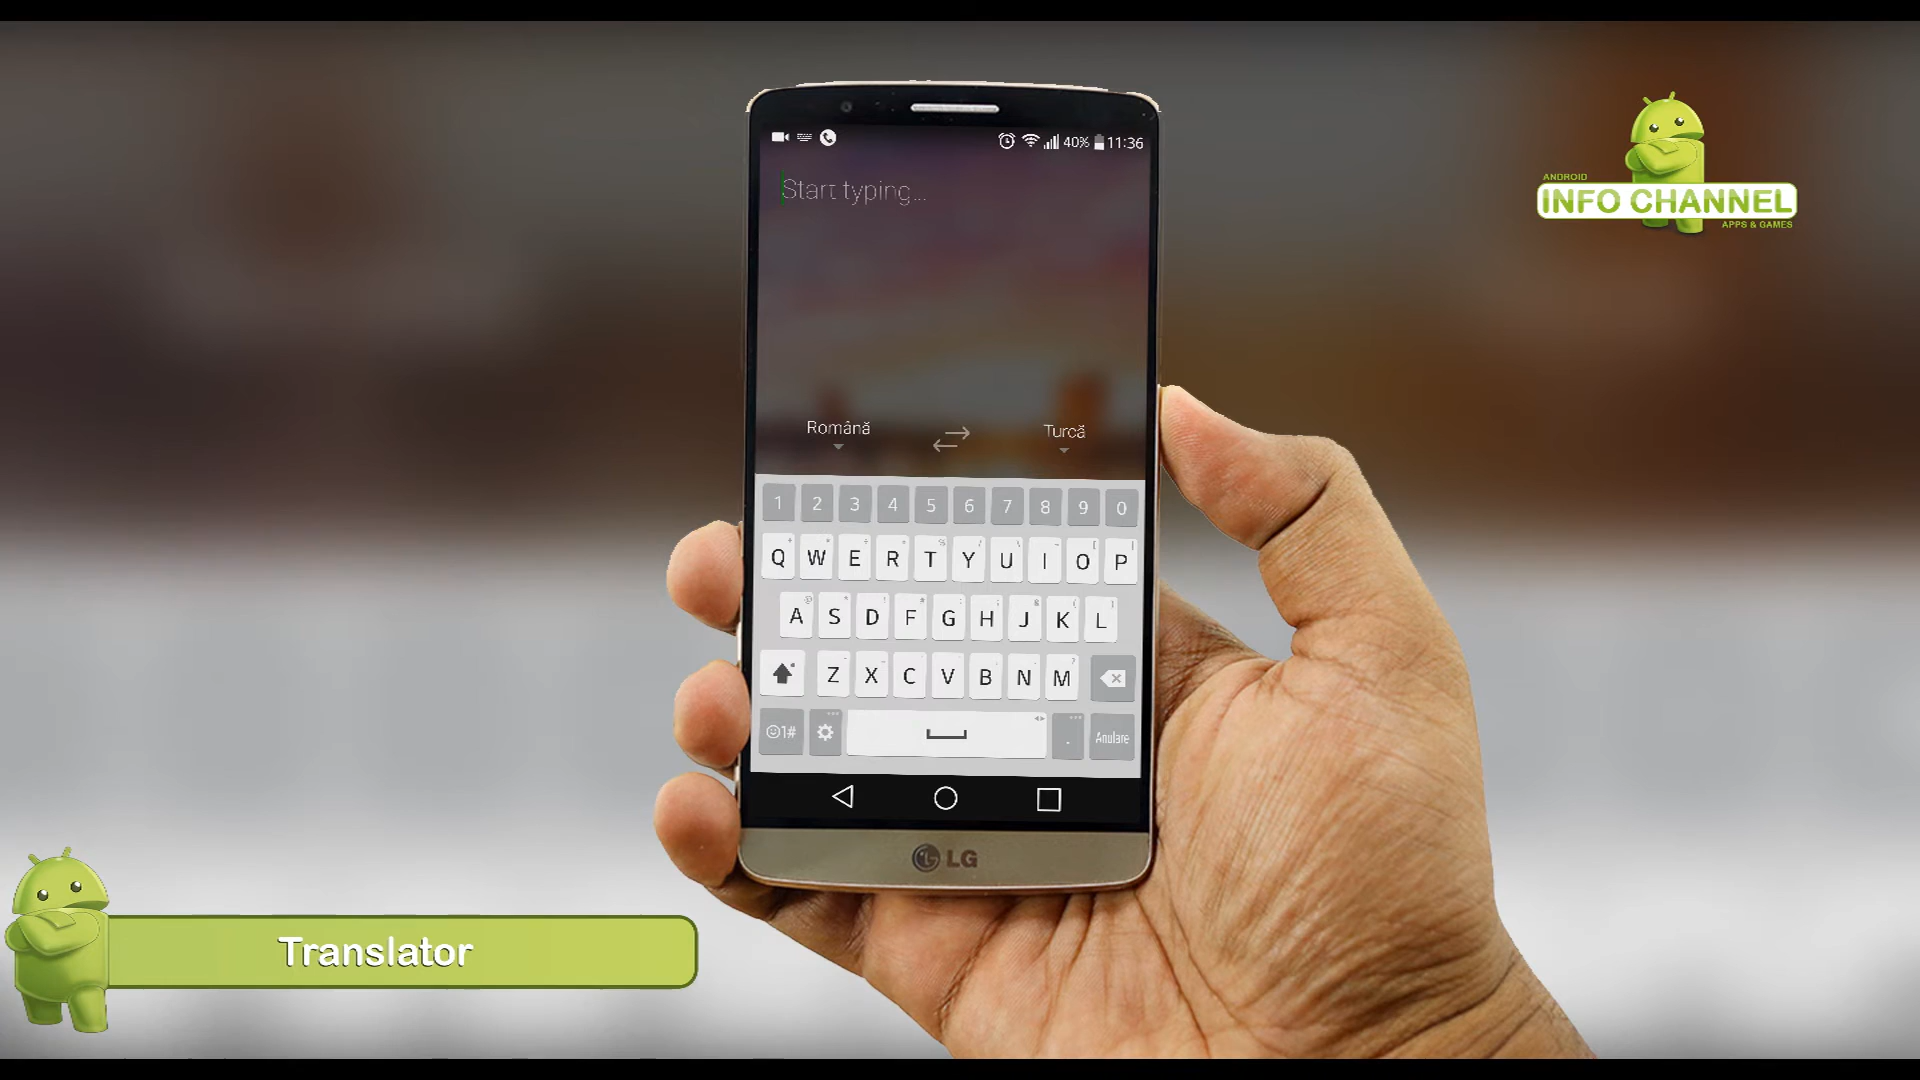 40% 11:36
Start typing...
Română
Turcă
1 2 3 4 5 6 7 8 9 0
Q W E R T Y U I O P
A S D F G H J K L
Z X C V B N M
1#
.
Anulare
LG
ANDROID
INFO CHANNEL
APPS & GAMES
Translator